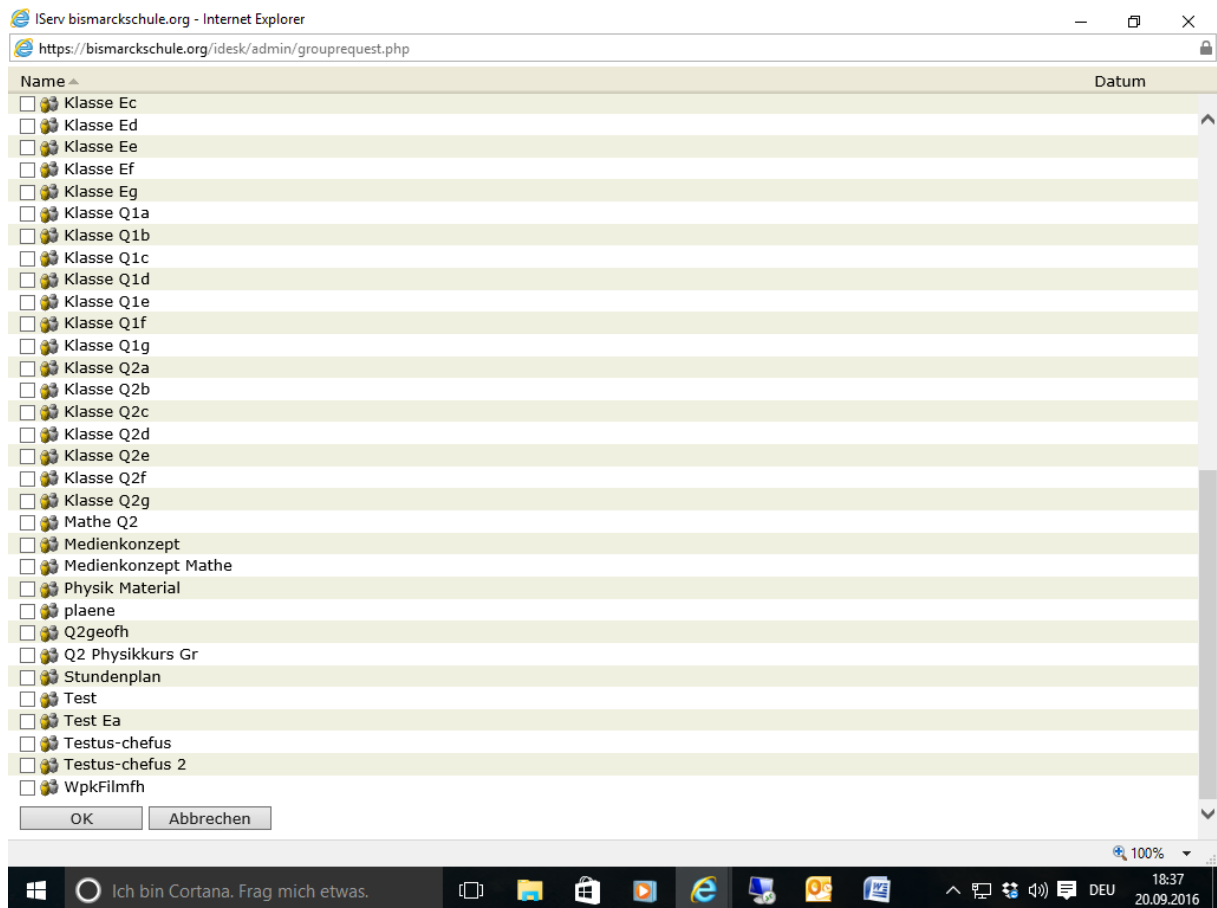 IServ bismarckschule.org - Internet Explorer
https://bismarckschule.org/idesk/admin/grouprequest.php
Name Datum
Klasse Ec
Klasse Ed
Klasse Ee
Klasse Ef
Klasse Eg
Klasse Q1a
Klasse Q1b
Klasse Q1c
Klasse Q1d
Klasse Q1e
Klasse Q1f
Klasse Q1g
Klasse Q2a
Klasse Q2b
Klasse Q2c
Klasse Q2d
Klasse Q2e
Klasse Q2f
Klasse Q2g
Mathe Q2
Medienkonzept
Medienkonzept Mathe
Physik Material
plaene
Q2geofh
Q2 Physikkurs Gr
Stundenplan
Test
Test Ea
Testus-chefus
Testus-chefus 2
WpkFilmfh
OK Abbrechen
100%
Ich bin Cortana. Frag mich etwas. DEU 18:37
20.09.2016